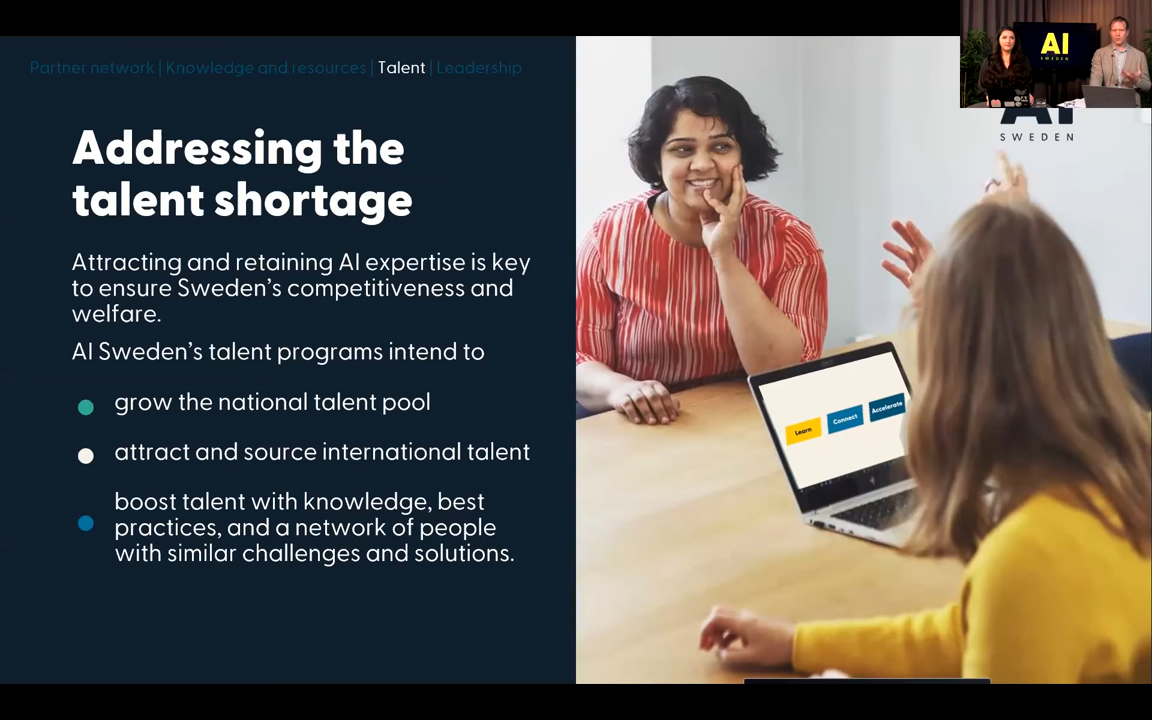 Partner network | Knowledge and resources | Talent | Leadership
AI
SWEDEN
SWEDEN
Addressing the
talent shortage
Attracting and retaining AI expertise is key
to ensure Sweden's competitiveness and
welfare.
AI Sweden's talent programs intend to
grow the national talent pool
attract and source international talent
boost talent with knowledge, best
practices, and a network of people
with similar challenges and solutions.
Learn
Connect
Accelerate